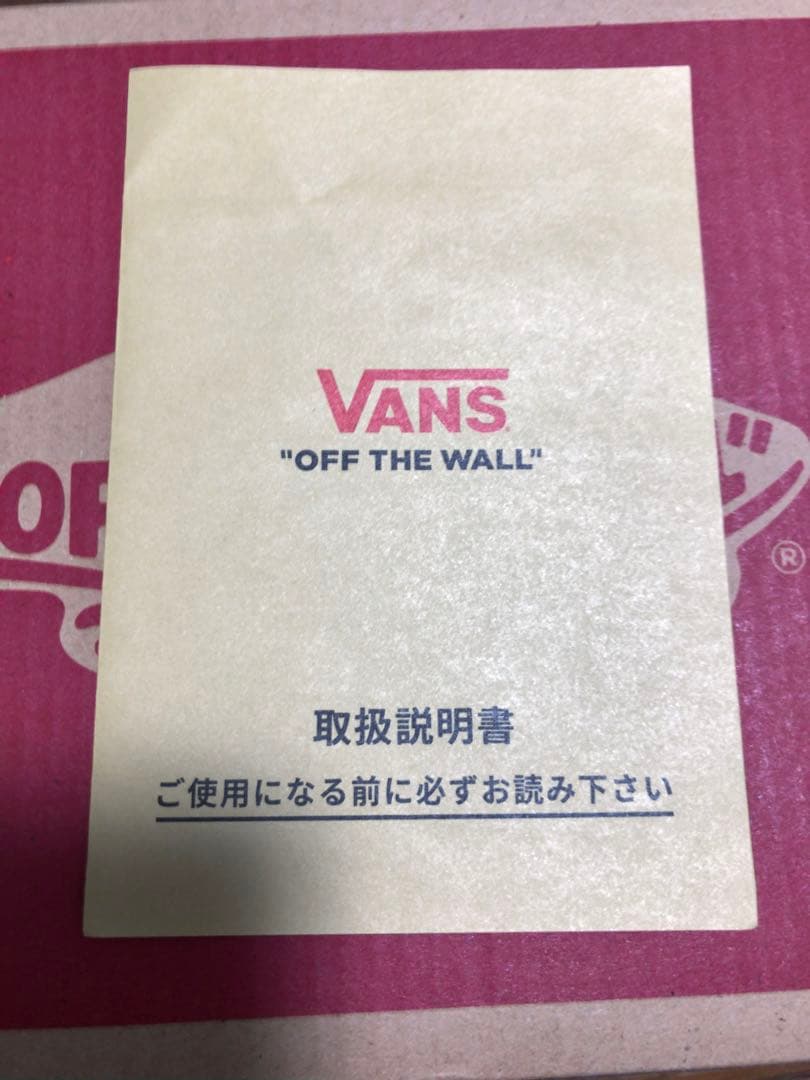 VANS
"OFF THE WALL"
OF
®
取扱説明書
ご使用になる前に必ずお読み下さい